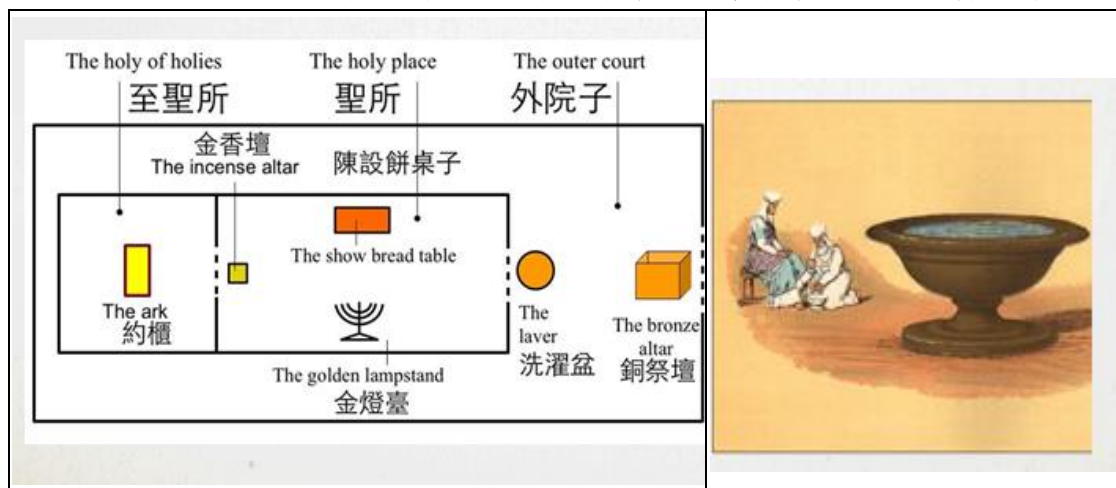 The holy of holies
至聖所
The holy place
聖所
The outer court
外院子
金香壇
The incense altar
陳設餅桌子
The show bread table
The ark
約櫃
The golden lampstand
金燈臺
The
laver
洗濯盆
The bronze
altar
銅祭壇